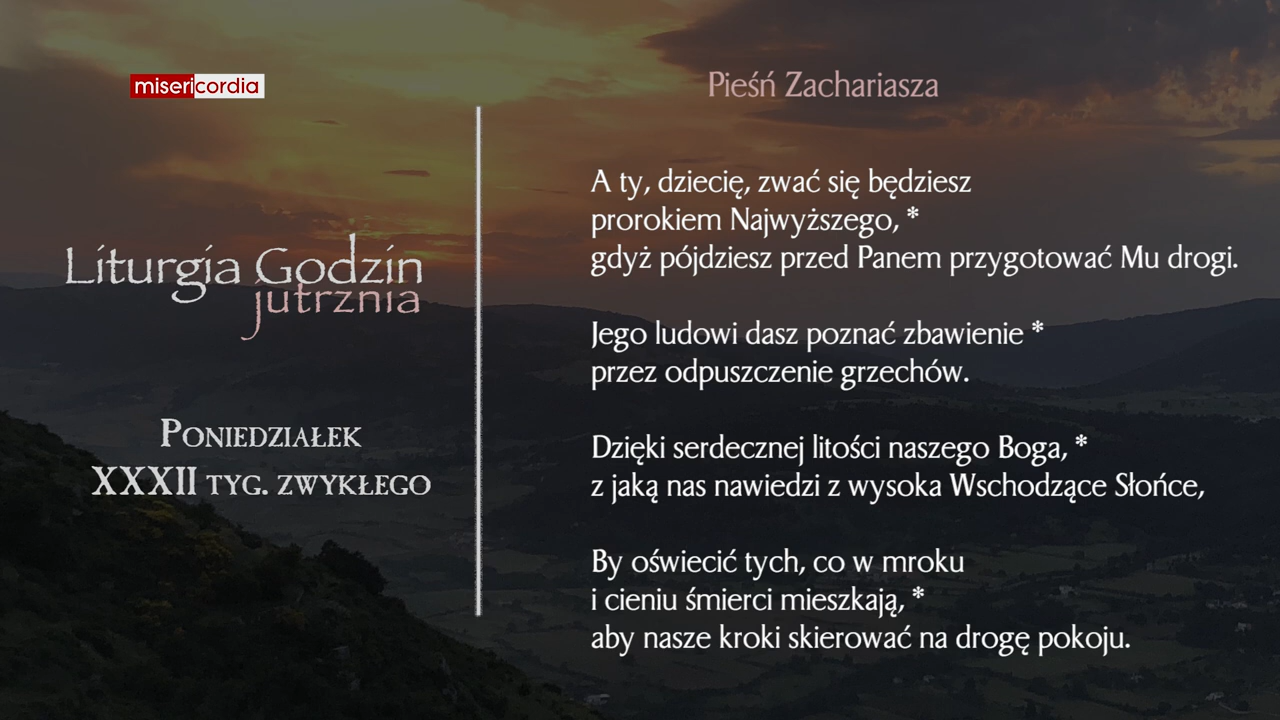 misericordia
Liturgia Godzin
jutrznia
Poniedziałek
XXXII tyg. zwykłego
Pieśń Zachariasza
A ty, dziecię, zwać się będziesz
prorokiem Najwyższego, *
gdyż pójdziesz przed Panem przygotować Mu drogi.
Jego ludowi dasz poznać zbawienie *
przez odpuszczenie grzechów.
Dzięki serdecznej litości naszego Boga, *
z jaką nas nawiedzi z wysoka Wschodzące Słońce,
By oświecić tych, co w mroku
i cieniu śmierci mieszkają, *
aby nasze kroki skierować na drogę pokoju.